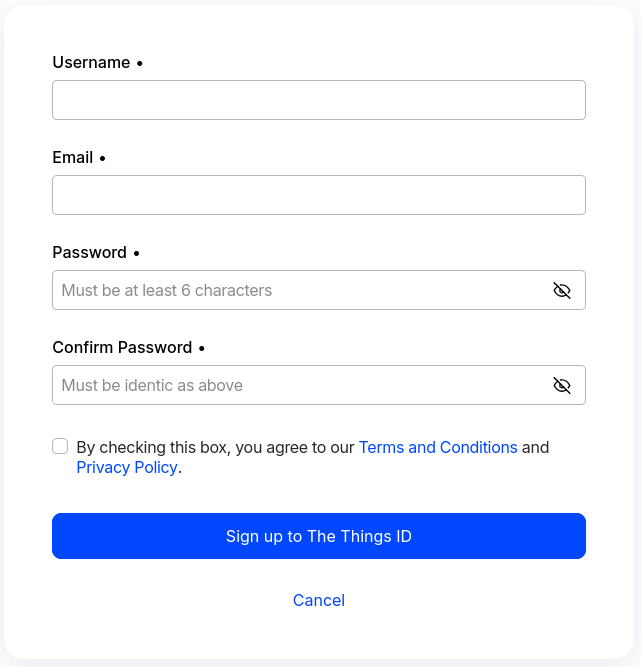 Username •
Email •
Password •
Must be at least 6 characters
Confirm Password •
Must be identic as above
By checking this box, you agree to our Terms and Conditions and
Privacy Policy.
Sign up to The Things ID
Cancel